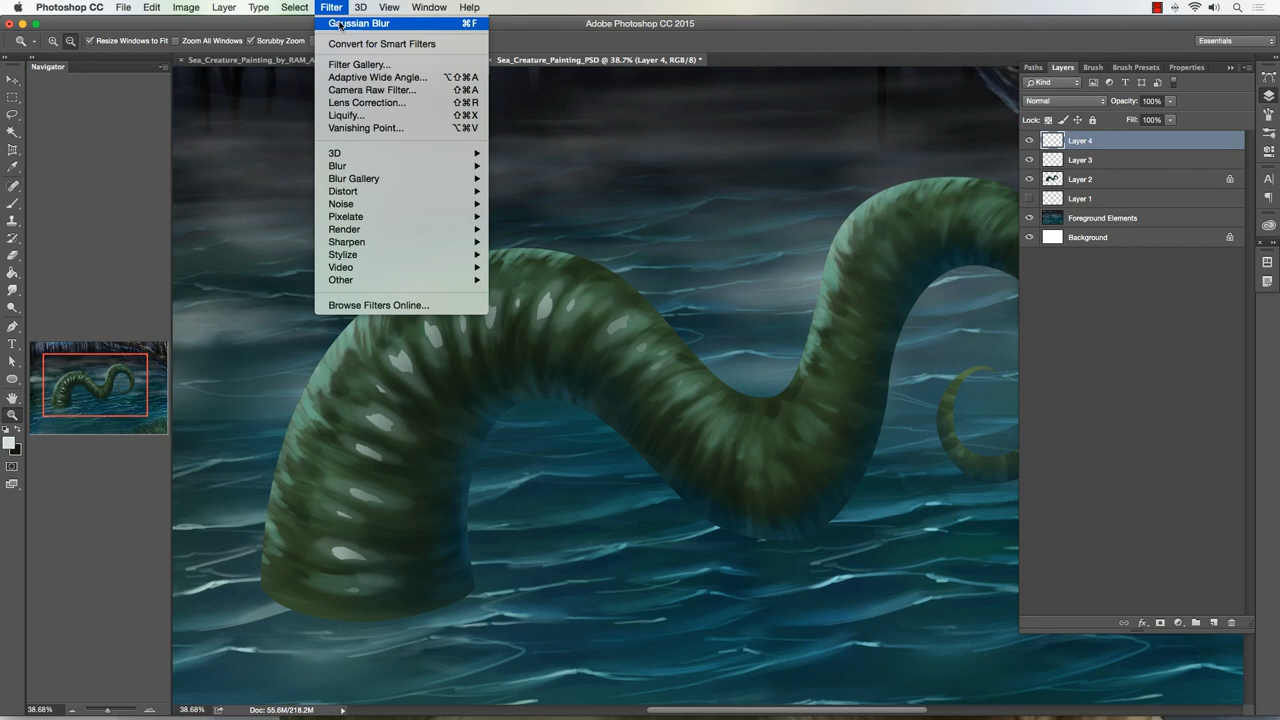 Photoshop CC File Edit Image Layer Type Select Filter 3D View Window Help
Adobe Photoshop CC 2015
Resize Windows to Fit Zoom All Windows Scrubby Zoom
Essentials
Navigator
× Sea_Creature_Painting_by_RAM_A
Sea_Creature_Painting_PSD @ 38.7% (Layer 4, RGB/8) *
Gaussian Blur ⌘F
Convert for Smart Filters
Filter Gallery...
Adaptive Wide Angle... ⌥⇧⌘A
Camera Raw Filter... ⇧⌘A
Lens Correction... ⇧⌘R
Liquify... ⇧⌘X
Vanishing Point... ⌥⌘V
3D
Blur
Blur Gallery
Distort
Noise
Pixelate
Render
Sharpen
Stylize
Video
Other
Browse Filters Online...
Paths Layers Brush Brush Presets Properties
Kind
Normal Opacity: 100%
Lock: Fill: 100%
Layer 4
Layer 3
Layer 2
Layer 1
Foreground Elements
Background
38.68%
38.68% Doc: 55.6M/218.2M